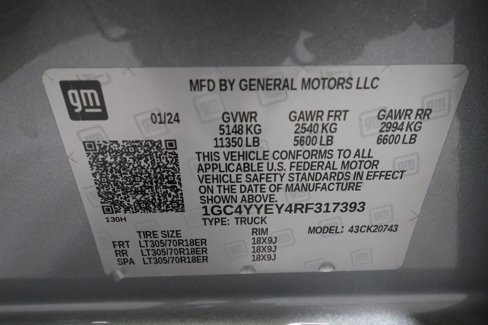 gm
MFD BY GENERAL MOTORS LLC
01/24 GVWR GAWR FRT GAWR RR
5148 KG 2540 KG 2994 KG
11350 LB 5600 LB 6600 LB
THIS VEHICLE CONFORMS TO ALL
APPLICABLE U.S. FEDERAL MOTOR
VEHICLE SAFETY STANDARDS IN EFFECT
ON THE DATE OF MANUFACTURE
SHOWN ABOVE.
130H
1GC4YYEY4RF317393
TYPE: TRUCK MODEL: 43CK20743
TIRE SIZE RIM
FRT LT305/70R18ER 18X9J
RR LT305/70R18ER 18X9J
SPA LT305/70R18ER 18X9J